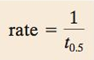 rate = 1/t₀.₅